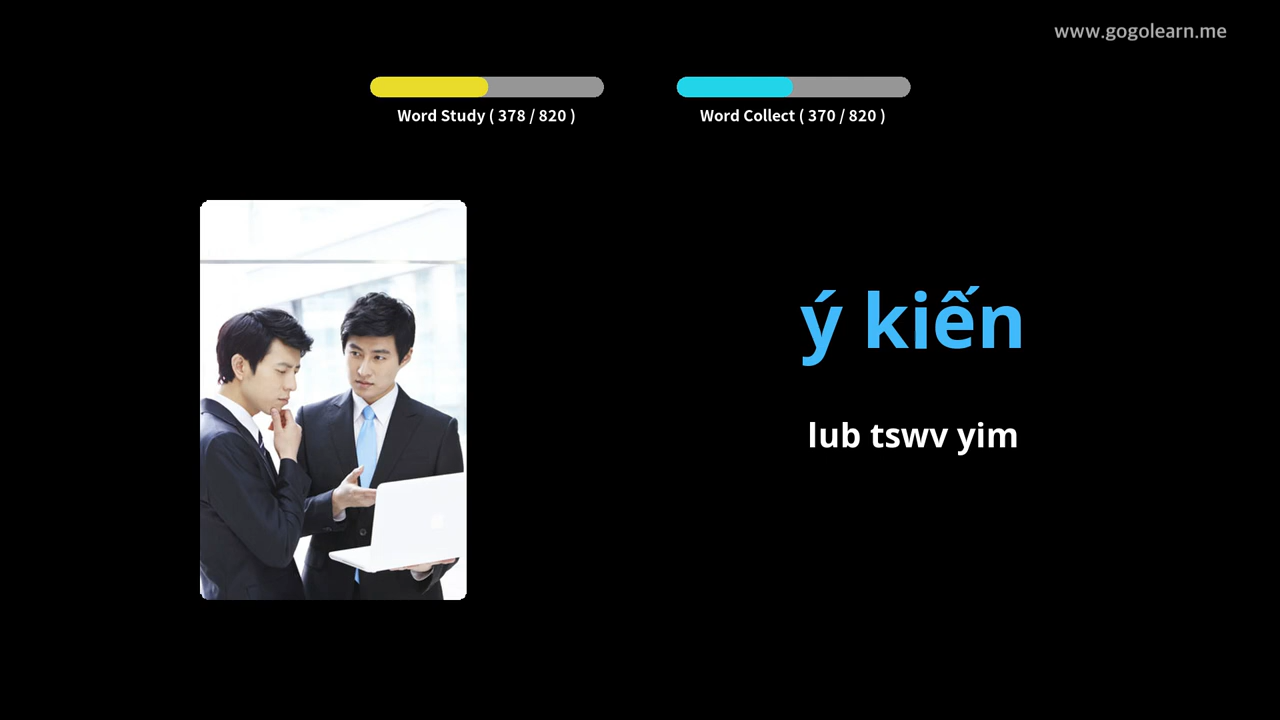 www.gogolearn.me
Word Study ( 378 / 820 )
Word Collect ( 370 / 820 )
ý kiến
lub tswv yim